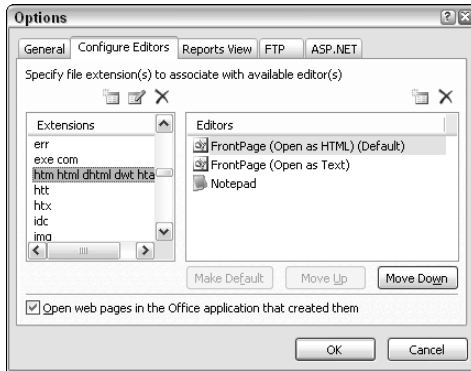 Options
General Configure Editors Reports View FTP ASP.NET
Specify file extension(s) to associate with available editor(s)
Extensions
err
exe com
htm html dhtml dwt hta
htt
htx
idc
img
Editors
FrontPage (Open as HTML) (Default)
FrontPage (Open as Text)
Notepad
Make Default Move Up Move Down
Open web pages in the Office application that created them
OK Cancel